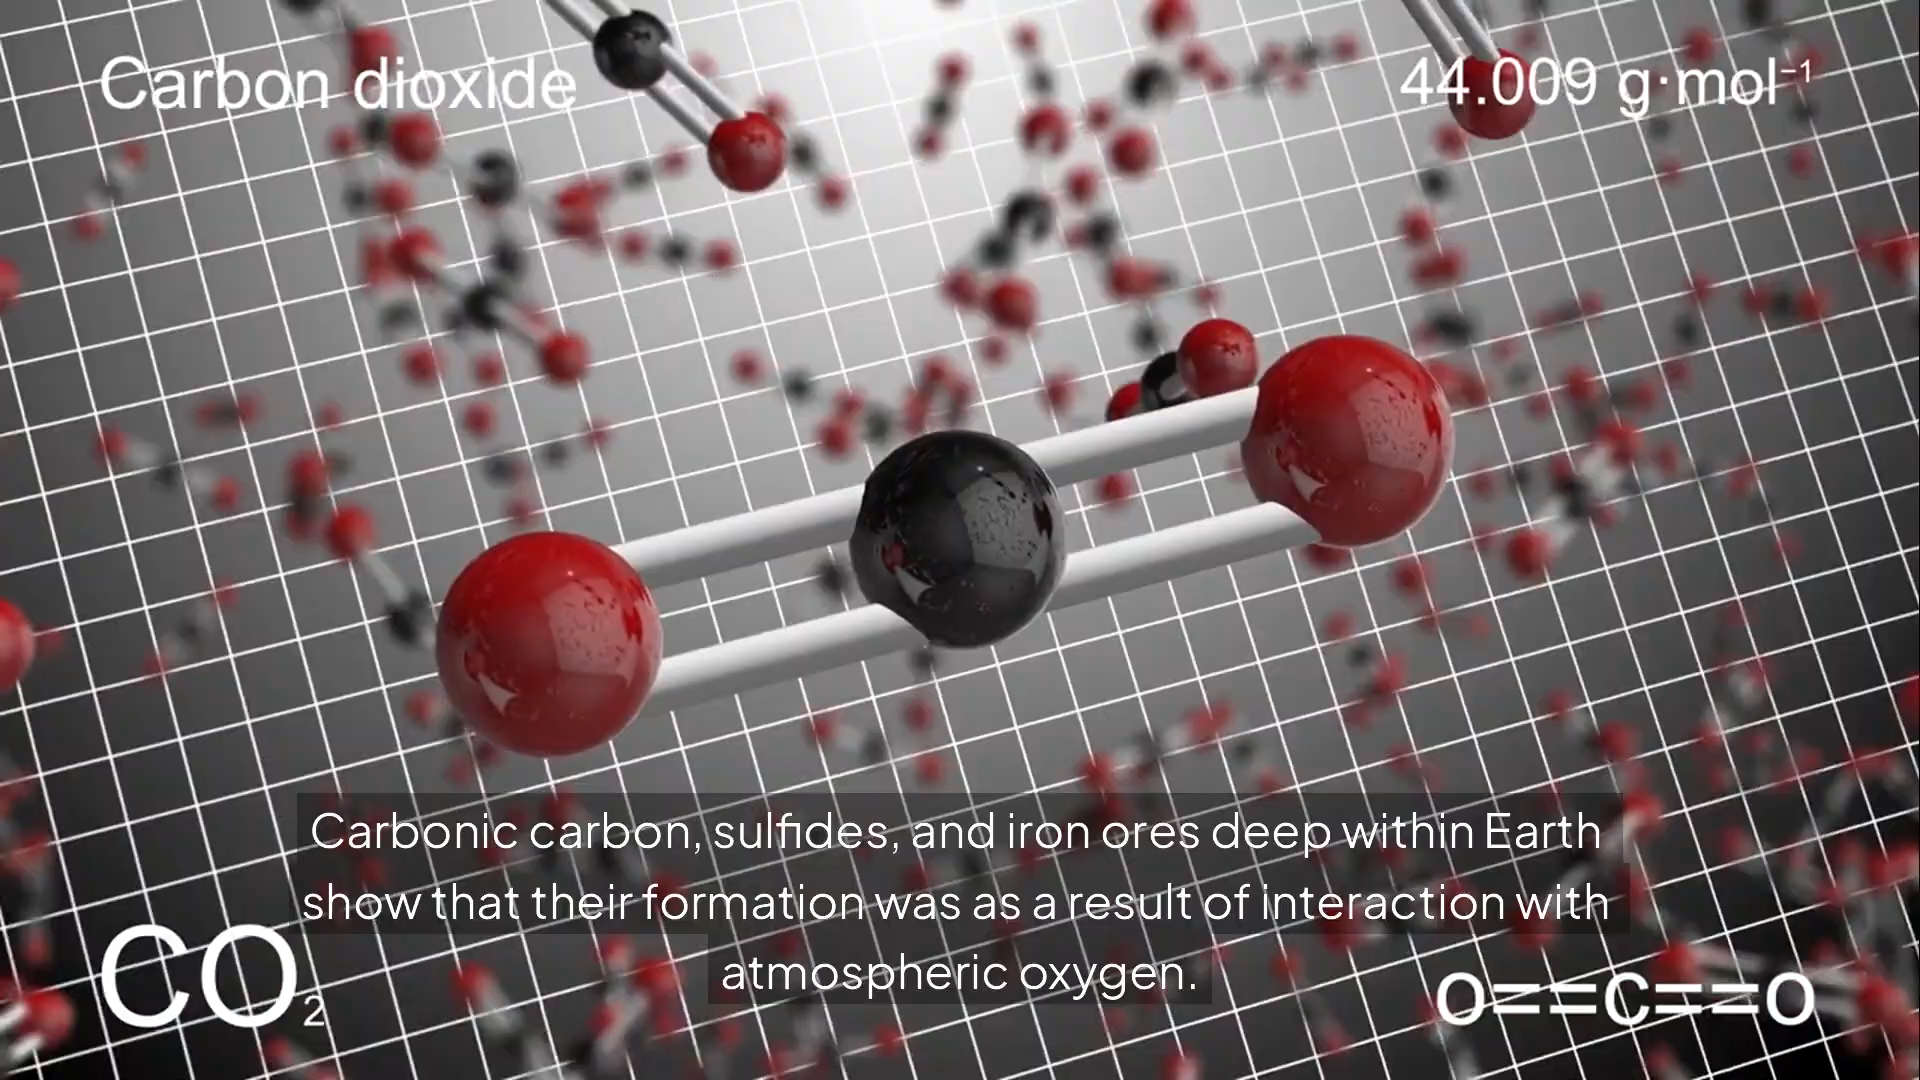 Carbon dioxide
44.009 g·mol⁻¹
Carbonic carbon, sulfides, and iron ores deep within Earth
show that their formation was as a result of interaction with
atmospheric oxygen.
CO₂
O==C==O